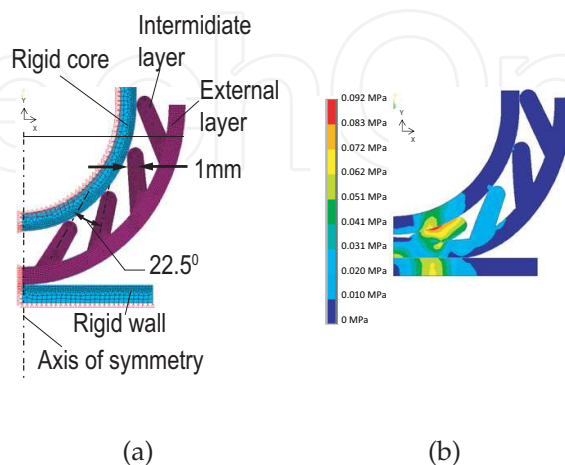 Intermidiate
layer
Rigid core
External
layer
Y
X
1mm
22.5⁰
Rigid wall
Axis of symmetry
(a)
0.092 MPa
0.083 MPa
0.072 MPa
0.062 MPa
0.051 MPa
0.041 MPa
0.031 MPa
0.020 MPa
0.010 MPa
0 MPa
Y
X
(b)